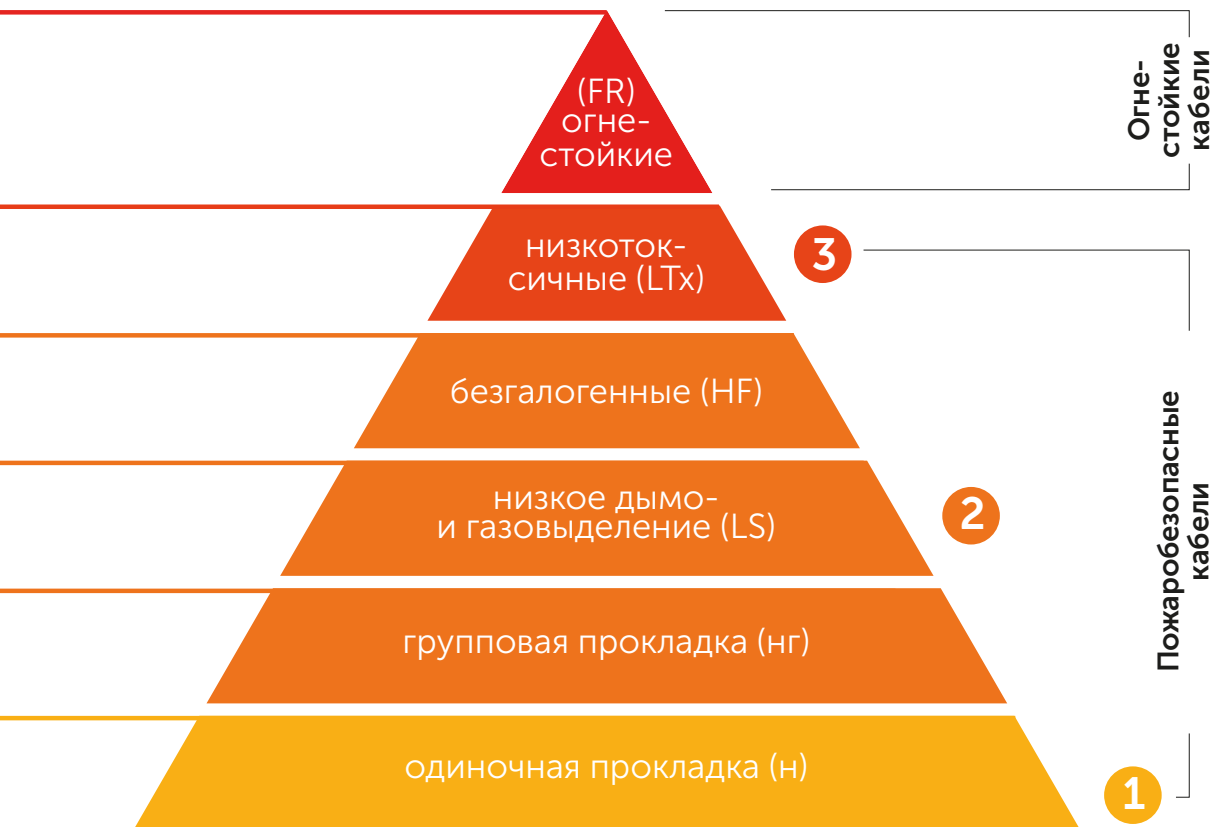 (FR)
огне-
стойкие
Огне-
стойкие
кабели
низкоток-
сичные (LTx)
3
безгалогенные (HF)
низкое дымо-
и газовыделение (LS)
2
групповая прокладка (нг)
Пожаробезопасные
кабели
одиночная прокладка (н)
1